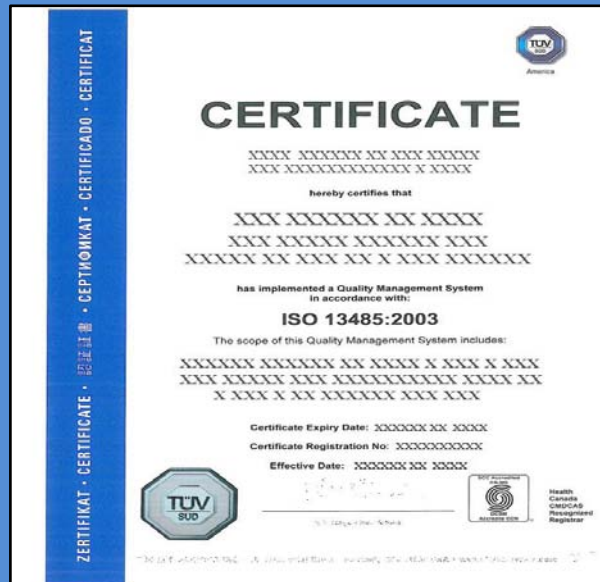 TÜV
SÜD
America
CERTIFICATE
XXXX XXXXXX XX XXX XXXXX
XXX XXXXXXXXXXXX X XXXX
hereby certifies that
XXX XXXXXX XX XXXX
XXX XXXXX XXXXXX XXX
XXXXX XX XXX XX X XXX XXXXXX
has implemented a Quality Management System
in accordance with:
ISO 13485:2003
The scope of this Quality Management System includes:
XXXXXX XXXXXX XX XXXX X XXX X XXX
XXX XXXXX XXX XXXXXXXXXX XXXX XX
X XXX X XX XXXXXX XXX XXX
Certificate Expiry Date: XXXXXX XX XXXX
Certificate Registration No: XXXXXXXXXX
Effective Date: XXXXXX XX XXXX
TÜV
SÜD
SCC Accredited
Health
Canada
CMDCAS
Recognized
Registrar
ZERTIFIKAT · CERTIFICATE · 認証証書 · СЕРТИФИКАТ · CERTIFICADO · CERTIFICAT